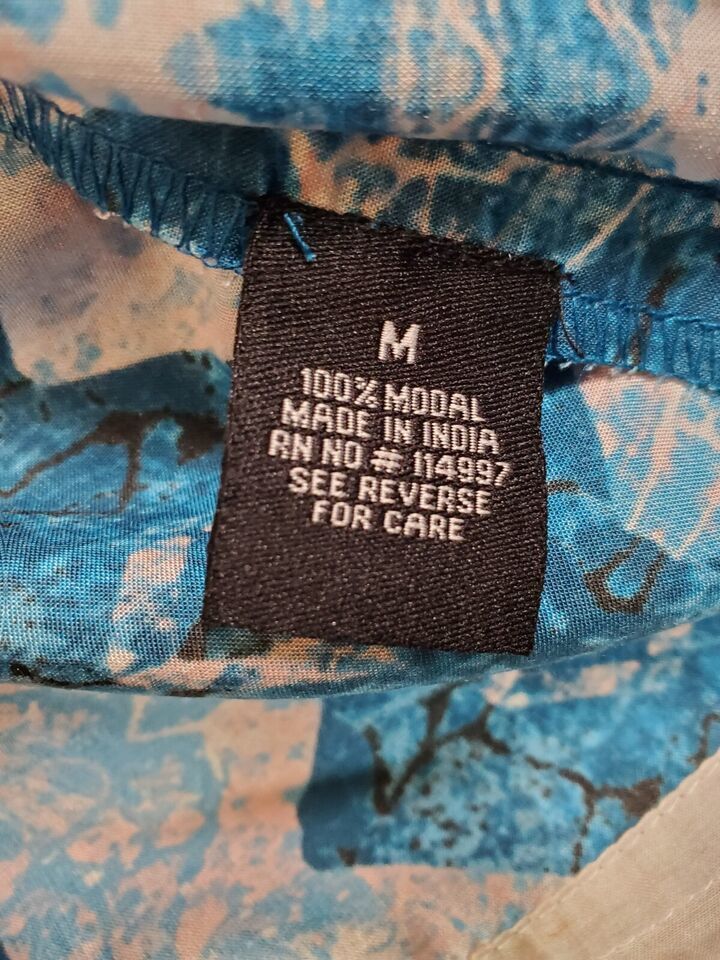 M
100% MODAL
MADE IN INDIA
RN NO # 114997
SEE REVERSE
FOR CARE